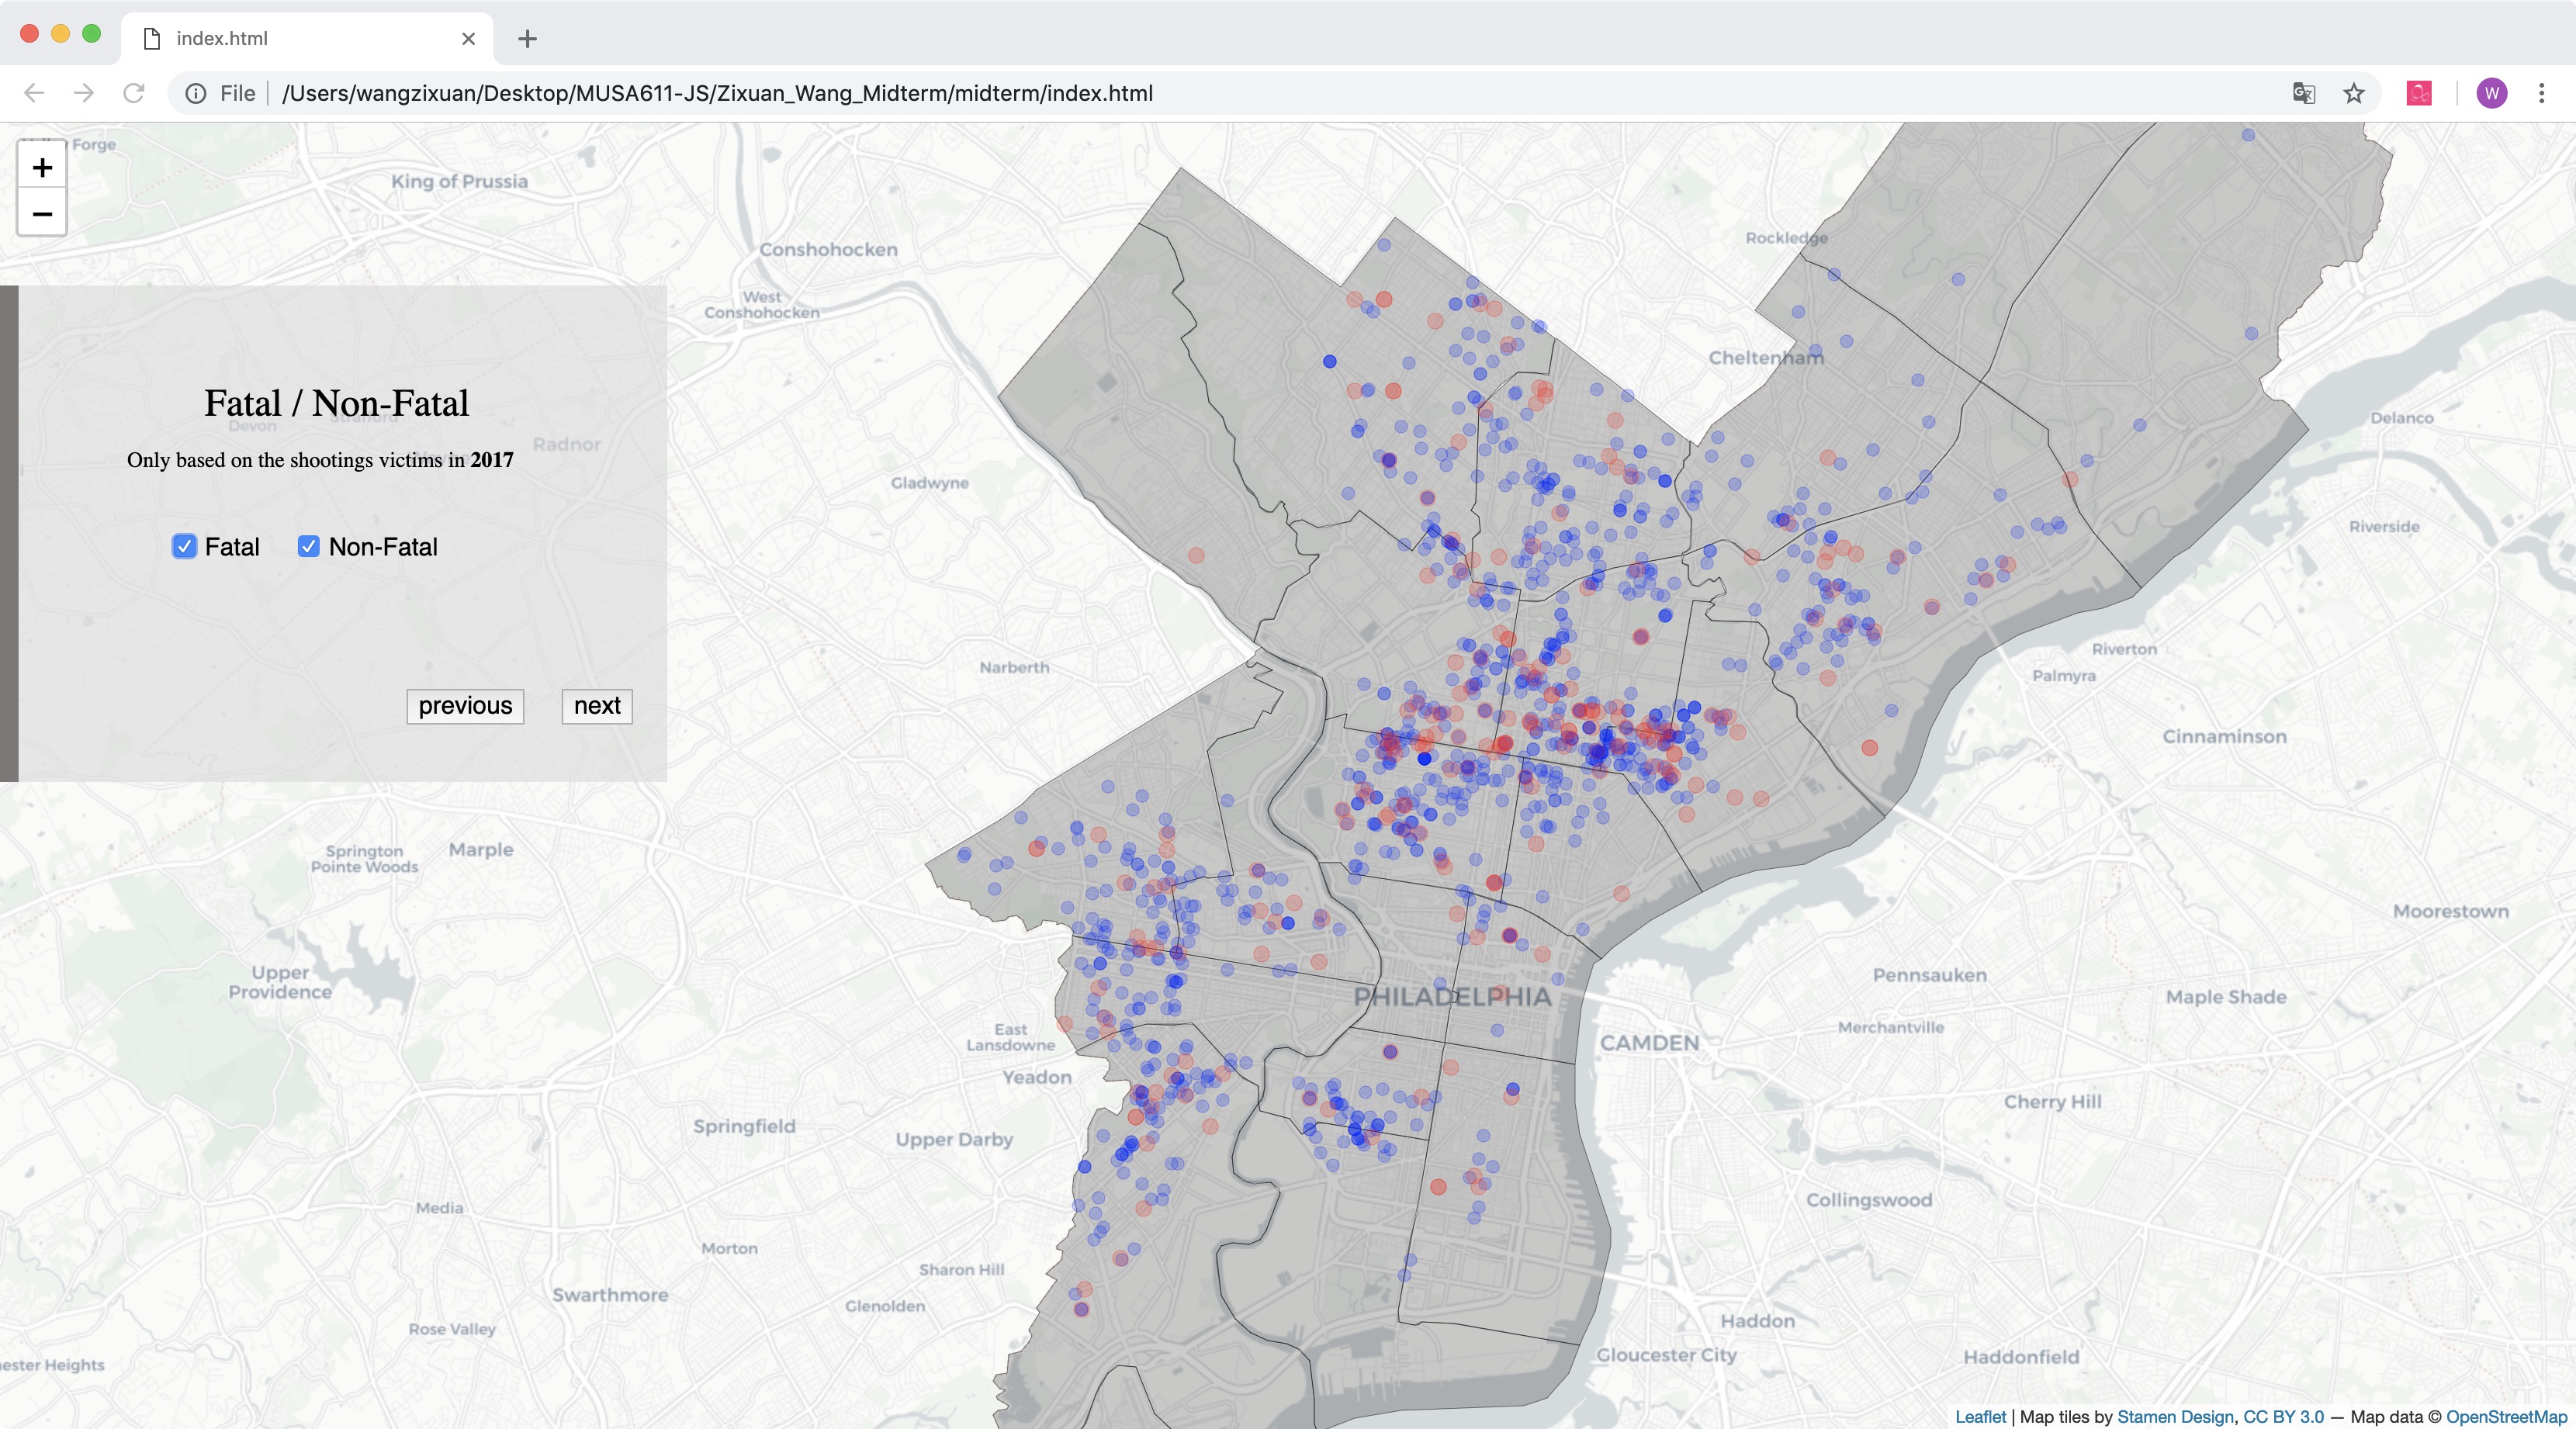 index.html
File
/Users/wangzixuan/Desktop/MUSA611-JS/Zixuan_Wang_Midterm/midterm/index.html
W
+
−
Forge
King of Prussia
Conshohocken
West
Conshohocken
Rockledge
Cheltenham
Fatal / Non-Fatal
Devon
Radnor
Only based on the shootings victims in 2017
Fatal
Non-Fatal
previous
next
Gladwyne
Narberth
Delanco
Riverside
Riverton
Palmyra
Cinnaminson
Springton
Pointe Woods
Marple
Moorestown
Upper
Providence
PHILADELPHIA
Pennsauken
Maple Shade
East
Lansdowne
CAMDEN
Merchantville
Yeadon
Springfield
Upper Darby
Cherry Hill
Media
Collingswood
Morton
Sharon Hill
Swarthmore
Glenolden
Haddon
Rose Valley
Gloucester City
Haddonfield
ester Heights
Leaflet | Map tiles by Stamen Design, CC BY 3.0 — Map data © OpenStreetMap